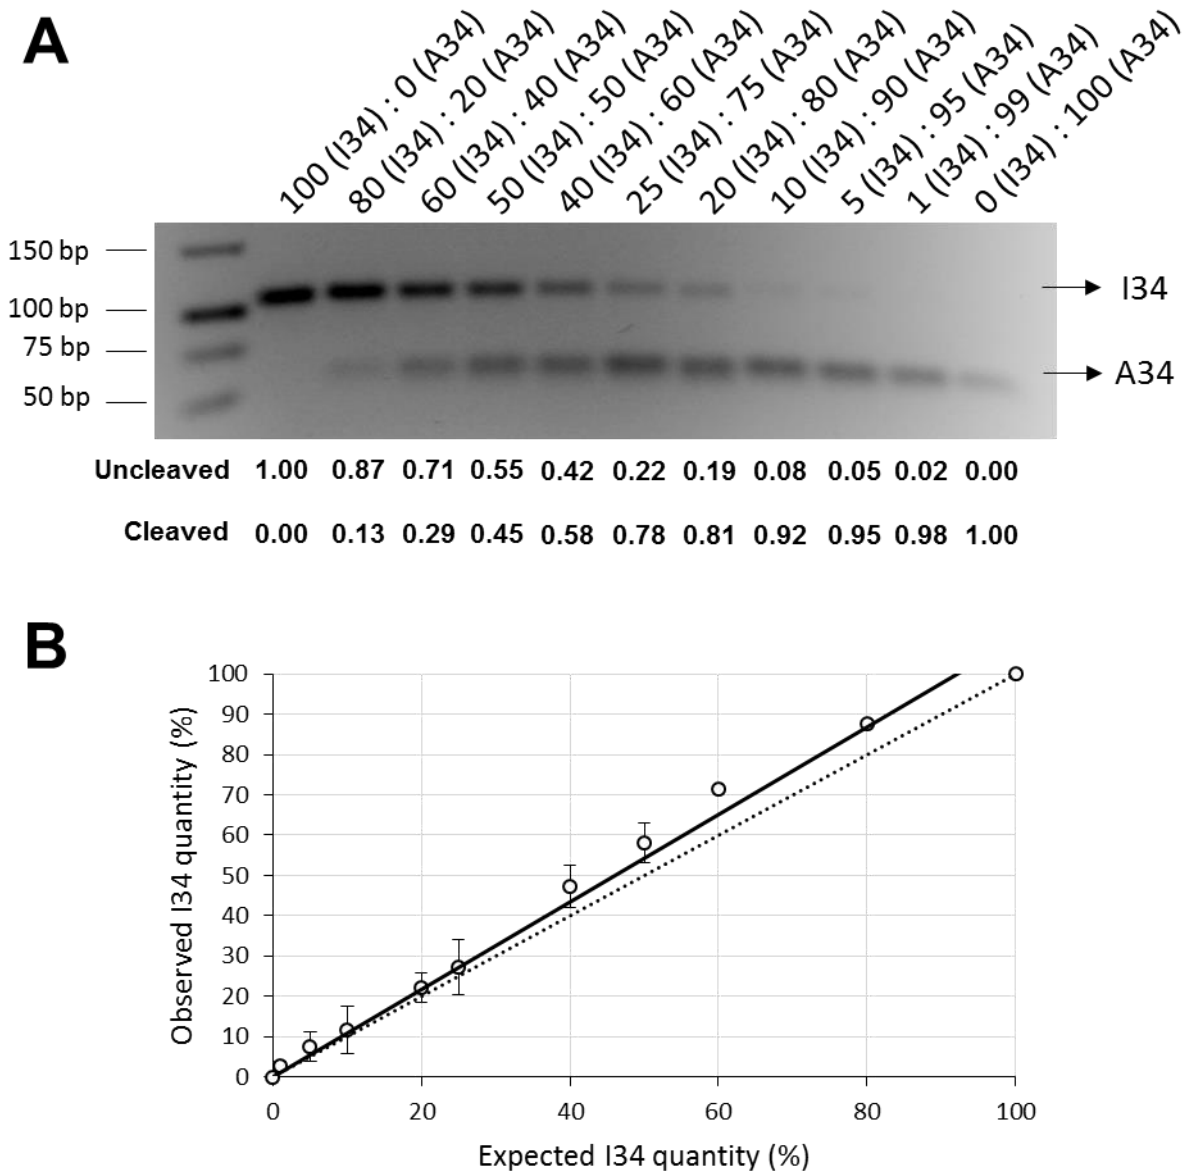 A
100 (I34) : 0 (A34)
80 (I34) : 20 (A34)
60 (I34) : 40 (A34)
50 (I34) : 50 (A34)
40 (I34) : 60 (A34)
25 (I34) : 75 (A34)
20 (I34) : 80 (A34)
10 (I34) : 90 (A34)
5 (I34) : 95 (A34)
1 (I34) : 99 (A34)
0 (I34) : 100 (A34)
150 bp
100 bp
75 bp
50 bp
I34
A34
Uncleaved 1.00 0.87 0.71 0.55 0.42 0.22 0.19 0.08 0.05 0.02 0.00
Cleaved 0.00 0.13 0.29 0.45 0.58 0.78 0.81 0.92 0.95 0.98 1.00
B
Observed I34 quantity (%)
100
90
80
70
60
50
40
30
20
10
0
0 20 40 60 80 100
Expected I34 quantity (%)